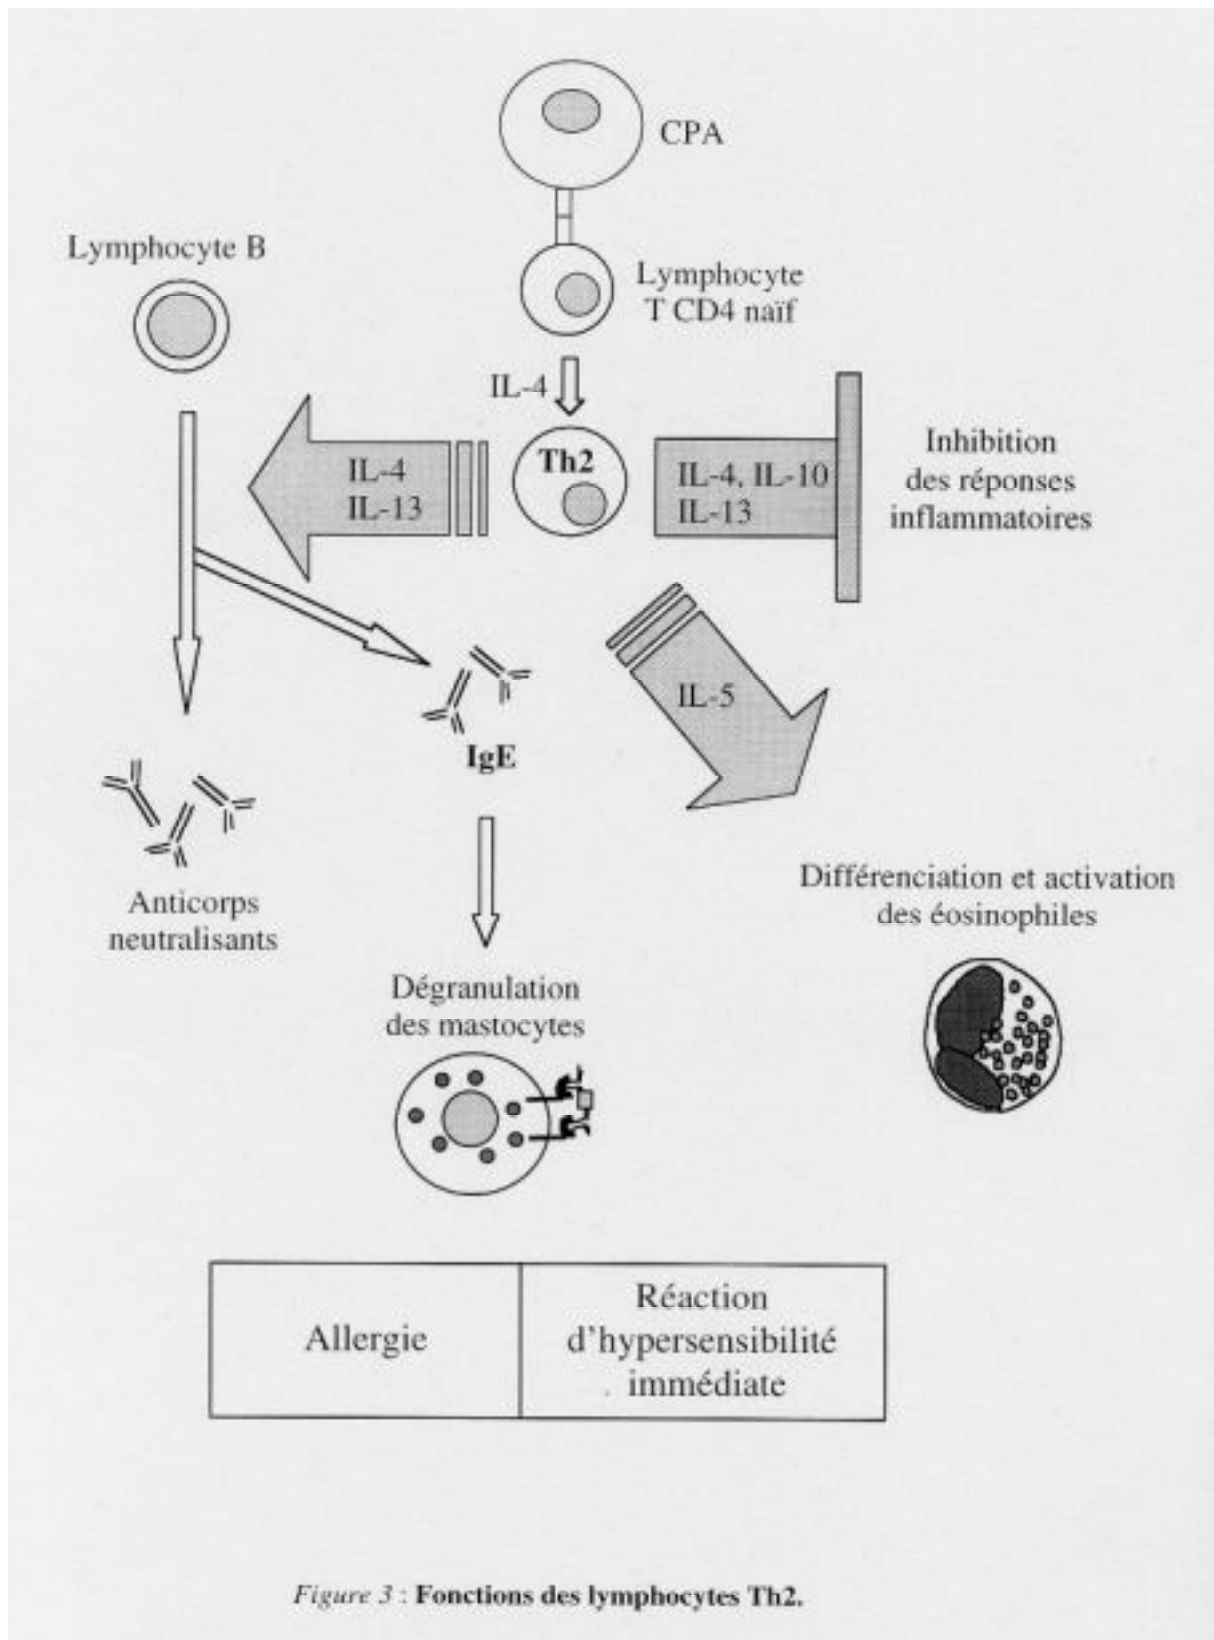 CPA
Lymphocyte B
Lymphocyte
T CD4 naïf
IL-4
Th2
IL-4
IL-13
IL-4, IL-10
IL-13
Inhibition
des réponses
inflammatoires
IL-5
IgE
Anticorps
neutralisants
Différenciation et activation
des éosinophiles
Dégranulation
des mastocytes
Allergie
Réaction
d'hypersensibilité
immédiate
Figure 3 : Fonctions des lymphocytes Th2.